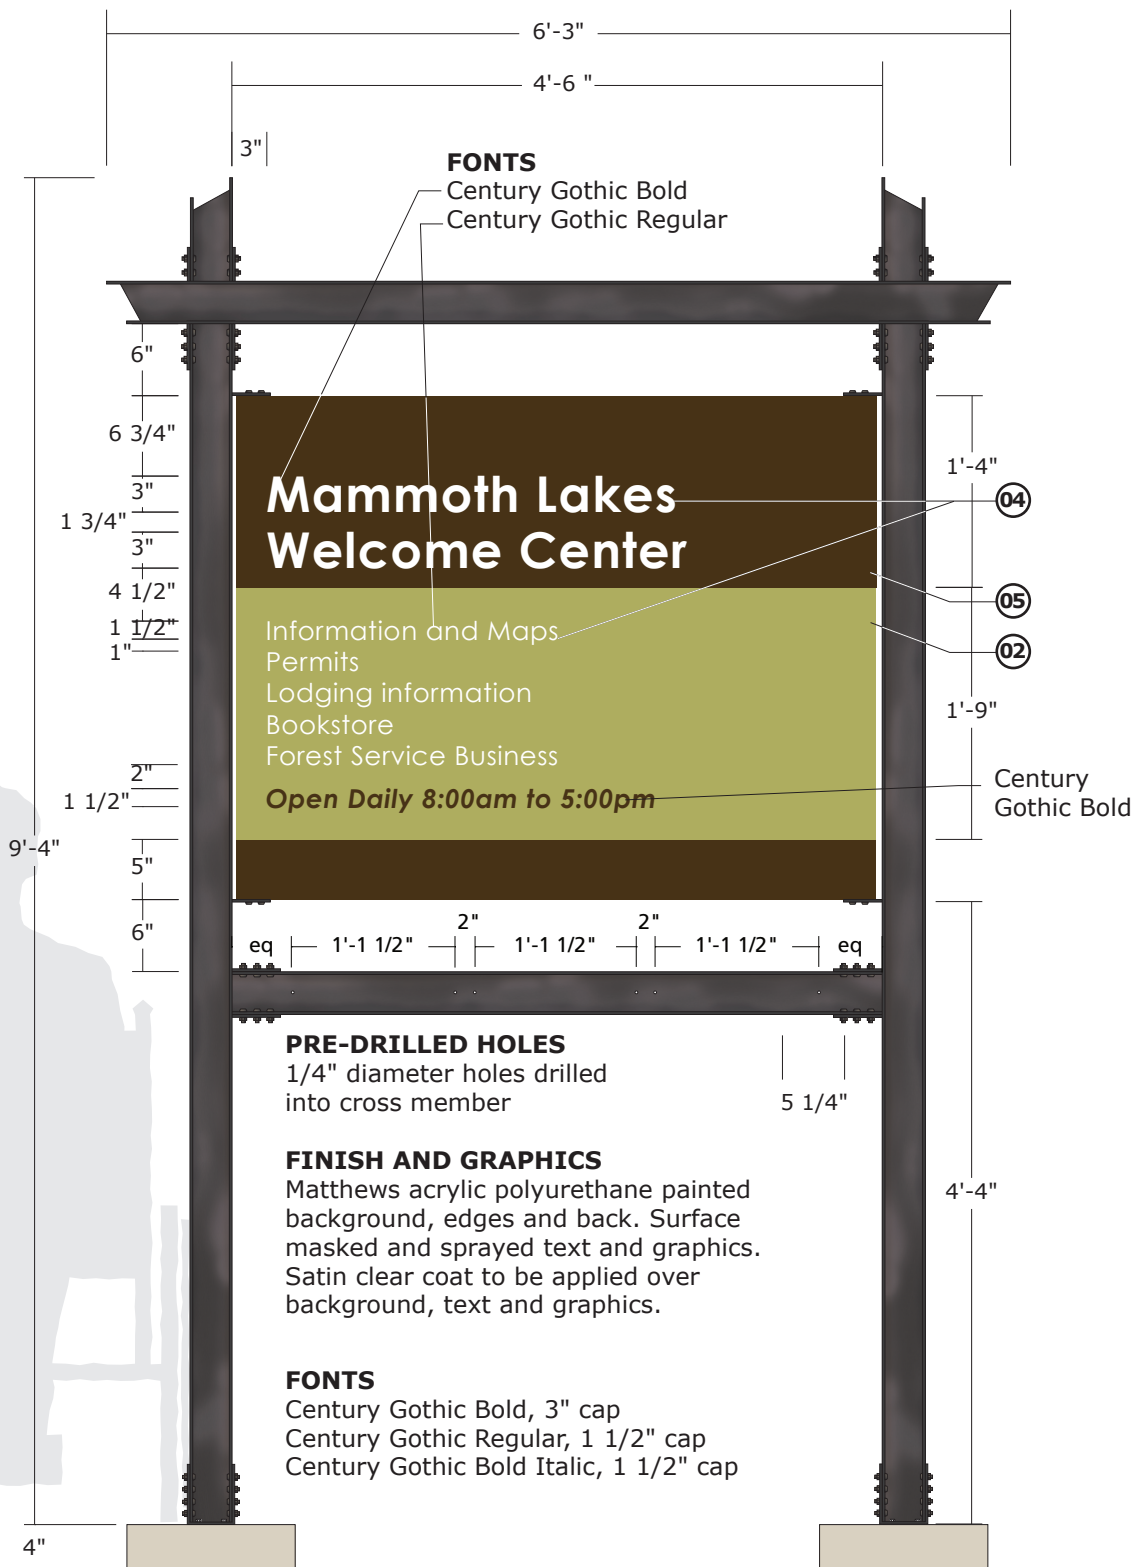 6'-3"
4'-6 "
3"
FONTS
Century Gothic Bold
Century Gothic Regular
6"
6 3/4"
3"
1 3/4"
3"
4 1/2"
1 1/2"
1"
2"
1 1/2"
5"
6"
9'-4"
4"
Mammoth Lakes
Welcome Center
Information and Maps
Permits
Lodging information
Bookstore
Forest Service Business
Open Daily 8:00am to 5:00pm
1'-4"
04
05
02
1'-9"
Century
Gothic Bold
2" 2"
eq 1'-1 1/2" 1'-1 1/2" 1'-1 1/2" eq
PRE-DRILLED HOLES
1/4" diameter holes drilled
into cross member
5 1/4"
FINISH AND GRAPHICS
Matthews acrylic polyurethane painted
background, edges and back. Surface
masked and sprayed text and graphics.
Satin clear coat to be applied over
background, text and graphics.
4'-4"
FONTS
Century Gothic Bold, 3" cap
Century Gothic Regular, 1 1/2" cap
Century Gothic Bold Italic, 1 1/2" cap